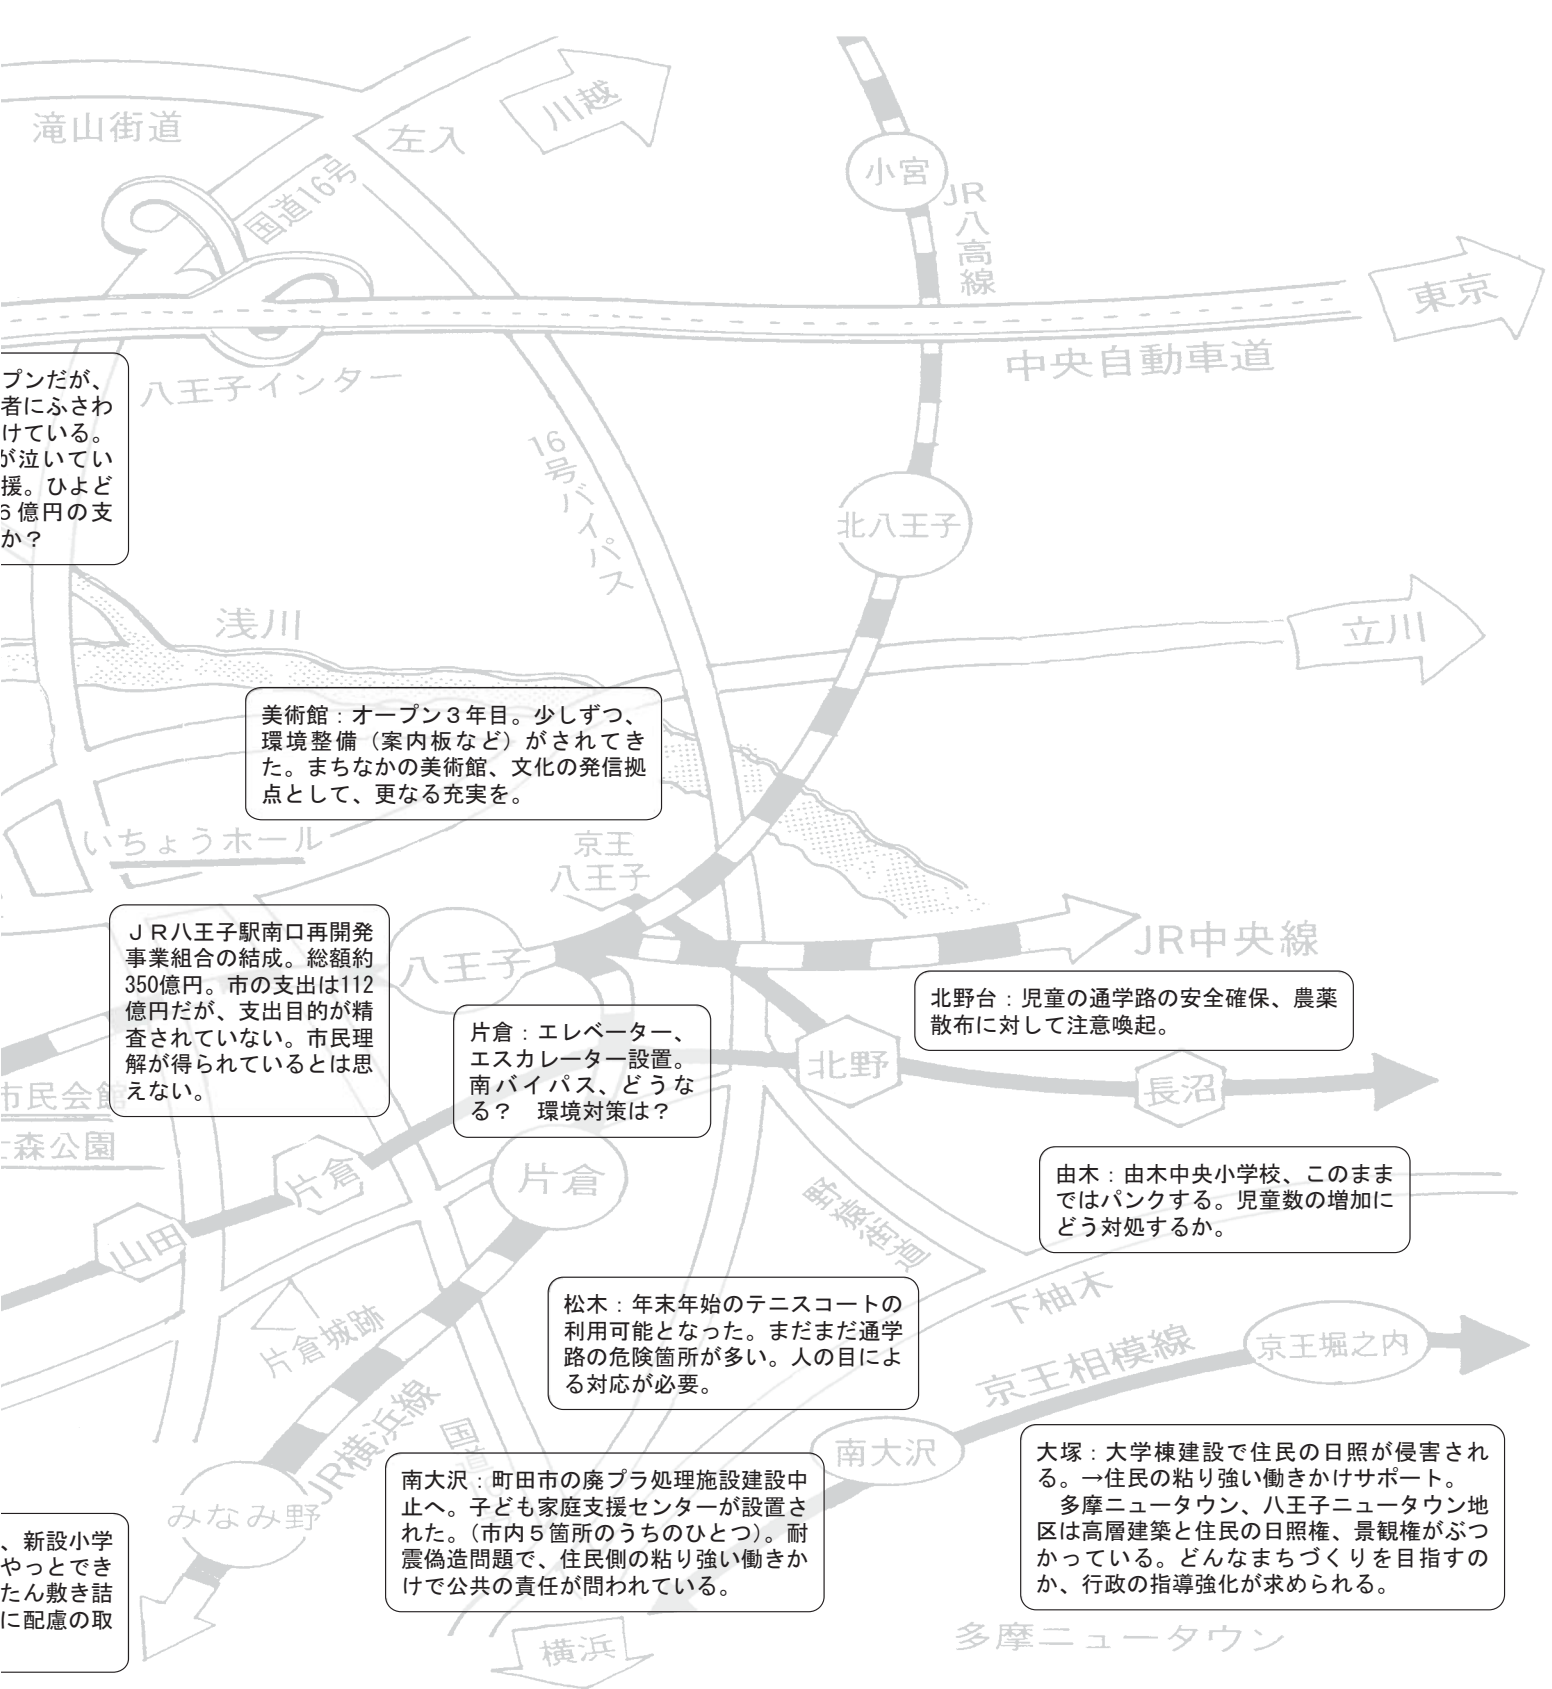 滝山街道
左入
川越
国道16号
小宮
JR
八高線
東京
中央自動車道
八王子インター
プンだが、
者にふさわ
けている。
が泣いてい
援。ひよど
6億円の支
か？
16号バイパス
北八王子
浅川
立川
美術館：オープン３年目。少しずつ、
環境整備（案内板など）がされてき
た。まちなかの美術館、文化の発信拠
点として、更なる充実を。
いちょうホール
京王
八王子
ＪＲ八王子駅南口再開発
事業組合の結成。総額約
350億円。市の支出は112
億円だが、支出目的が精
査されていない。市民理
解が得られているとは思
えない。
八王子
JR中央線
片倉：エレベーター、
エスカレーター設置。
南バイパス、どうな
る？　環境対策は？
北野台：児童の通学路の安全確保、農薬
散布に対して注意喚起。
北野
長沼
市民会館
森公園
片倉
片倉
山田
野猿街道
由木：由木中央小学校、このまま
ではパンクする。児童数の増加に
どう対処するか。
片倉城跡
松木：年末年始のテニスコートの
利用可能となった。まだまだ通学
路の危険箇所が多い。人の目によ
る対応が必要。
下柚木
京王相模線
京王堀之内
JR横浜線
国道
南大沢
みなみ野
南大沢：町田市の廃プラ処理施設建設中
止へ。子ども家庭支援センターが設置さ
れた。（市内５箇所のうちのひとつ）。耐
震偽造問題で、住民側の粘り強い働きか
けで公共の責任が問われている。
大塚：大学棟建設で住民の日照が侵害され
る。→住民の粘り強い働きかけサポート。
　多摩ニュータウン、八王子ニュータウン地
区は高層建築と住民の日照権、景観権がぶつ
かっている。どんなまちづくりを目指すの
か、行政の指導強化が求められる。
、新設小学
やっとでき
たん敷き詰
に配慮の取
横浜
多摩ニュータウン